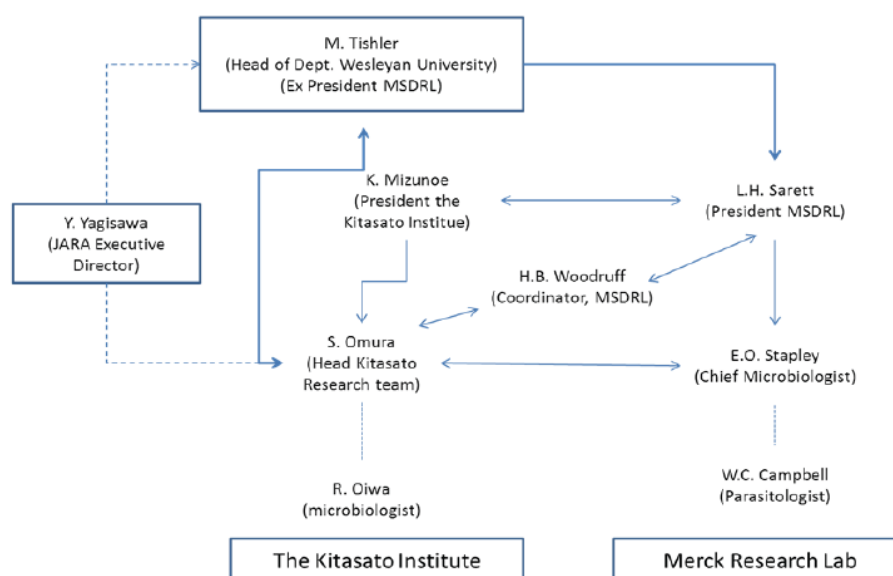 M. Tishler
(Head of Dept. Wesleyan University)
(Ex President MSDRL)
K. Mizunoe
(President the
Kitasato Institue)
L.H. Sarett
(President MSDRL)
Y. Yagisawa
(JARA Executive
Director)
H.B. Woodruff
(Coordinator, MSDRL)
S. Omura
(Head Kitasato
Research team)
E.O. Stapley
(Chief Microbiologist)
R. Oiwa
(microbiologist)
W.C. Campbell
(Parasitologist)
The Kitasato Institute
Merck Research Lab